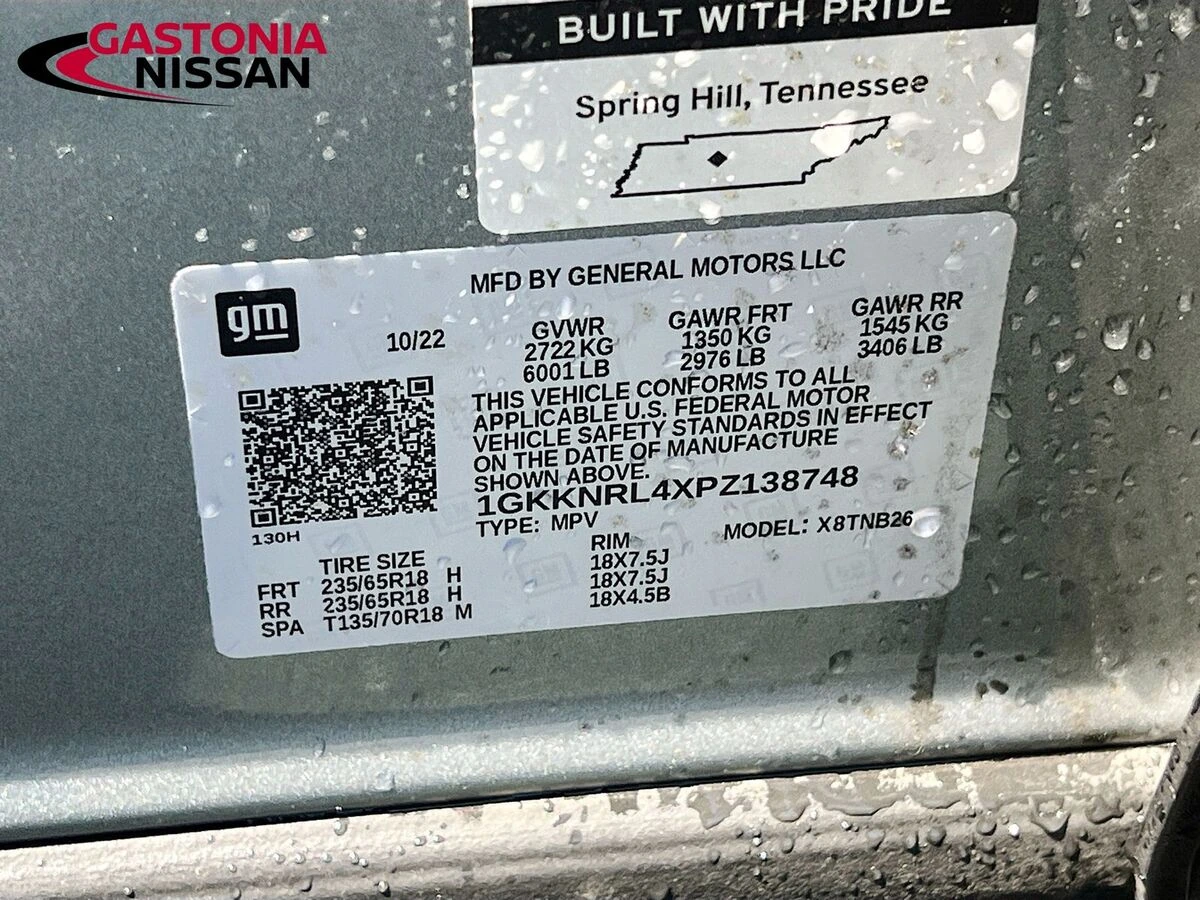 GASTONIA
NISSAN
BUILT WITH PRIDE
Spring Hill, Tennessee
gm
MFD BY GENERAL MOTORS LLC
10/22
GVWR GAWR FRT GAWR RR
2722 KG 1350 KG 1545 KG
6001 LB 2976 LB 3406 LB
THIS VEHICLE CONFORMS TO ALL
APPLICABLE U.S. FEDERAL MOTOR
VEHICLE SAFETY STANDARDS IN EFFECT
ON THE DATE OF MANUFACTURE
SHOWN ABOVE.
1GKKNRL4XPZ138748
130H
TYPE: MPV MODEL: X8TNB26
TIRE SIZE RIM
FRT 235/65R18 H 18X7.5J
RR 235/65R18 H 18X7.5J
SPA T135/70R18 M 18X4.5B